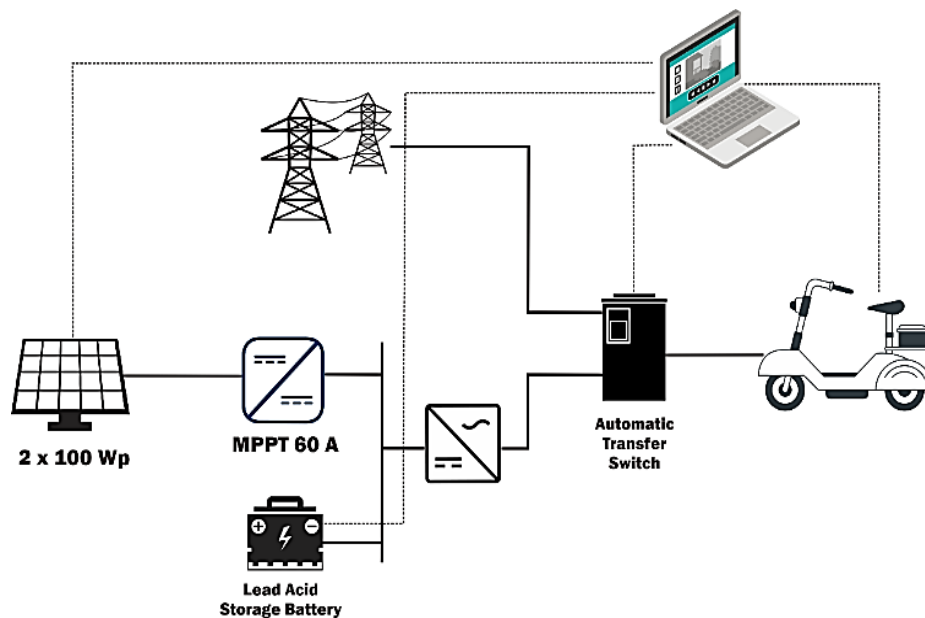 2 x 100 Wp
MPPT 60 A
Automatic
Transfer
Switch
Lead Acid
Storage Battery